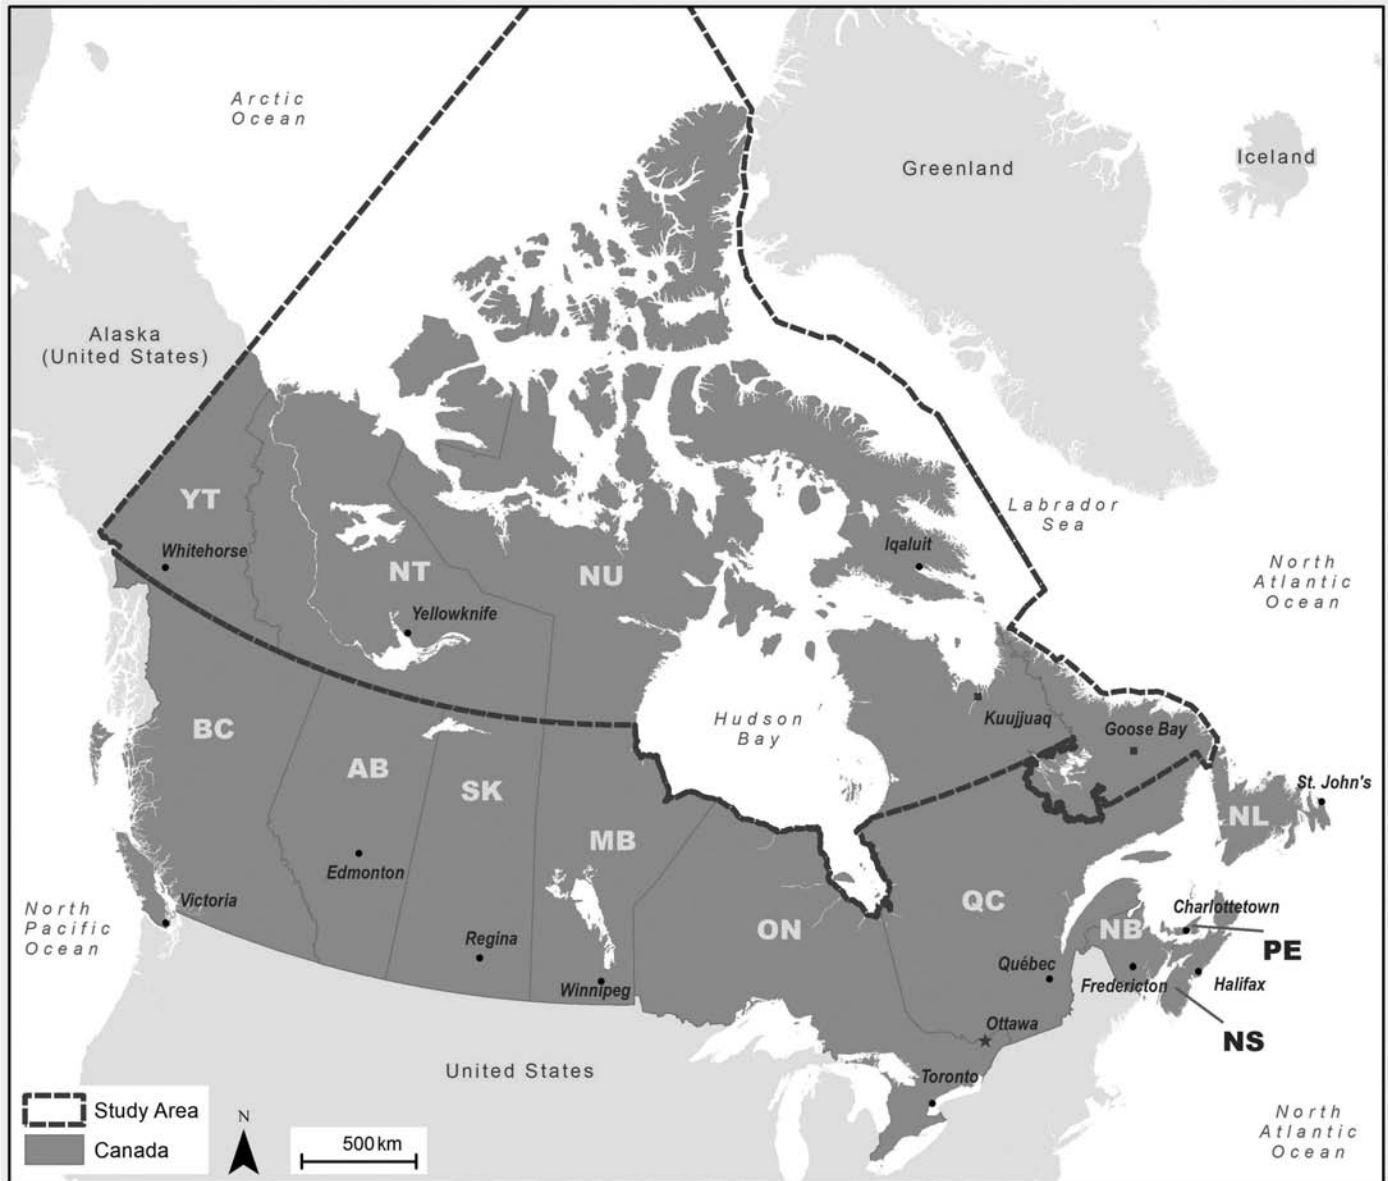 Arctic
Ocean
Greenland
Iceland
Alaska
(United States)
YT
Whitehorse
NT
Yellowknife
NU
Iqaluit
Labrador
Sea
North
Atlantic
Ocean
Hudson
Bay
Kuujjuaq
Goose Bay
St. John's
BC
AB
SK
MB
NL
Edmonton
Victoria
North
Pacific
Ocean
Regina
Winnipeg
ON
QC
Charlottetown
NB
PE
Québec
Fredericton
Halifax
Ottawa
NS
United States
Toronto
Study Area
Canada
N
500 km
North
Atlantic
Ocean